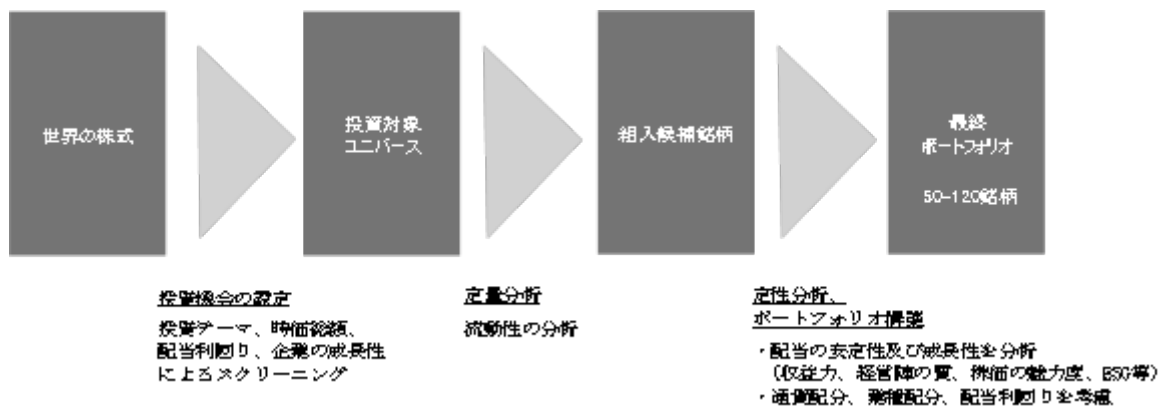 世界の株式
投資対象
ユニバース
組入候補銘柄
最終
ポートフォリオ
50-120銘柄
投資機会の設定
投資テーマ、時価総額、
配当利回り、企業の成長性
によるスクリーニング
定量分析
流動性の分析
定性分析、
ポートフォリオ構築
・配当の安定性及び成長性を分析
（収益力、経営陣の質、株価の魅力度、ESG等）
・通貨配分、業種配分、配当利回りを考慮